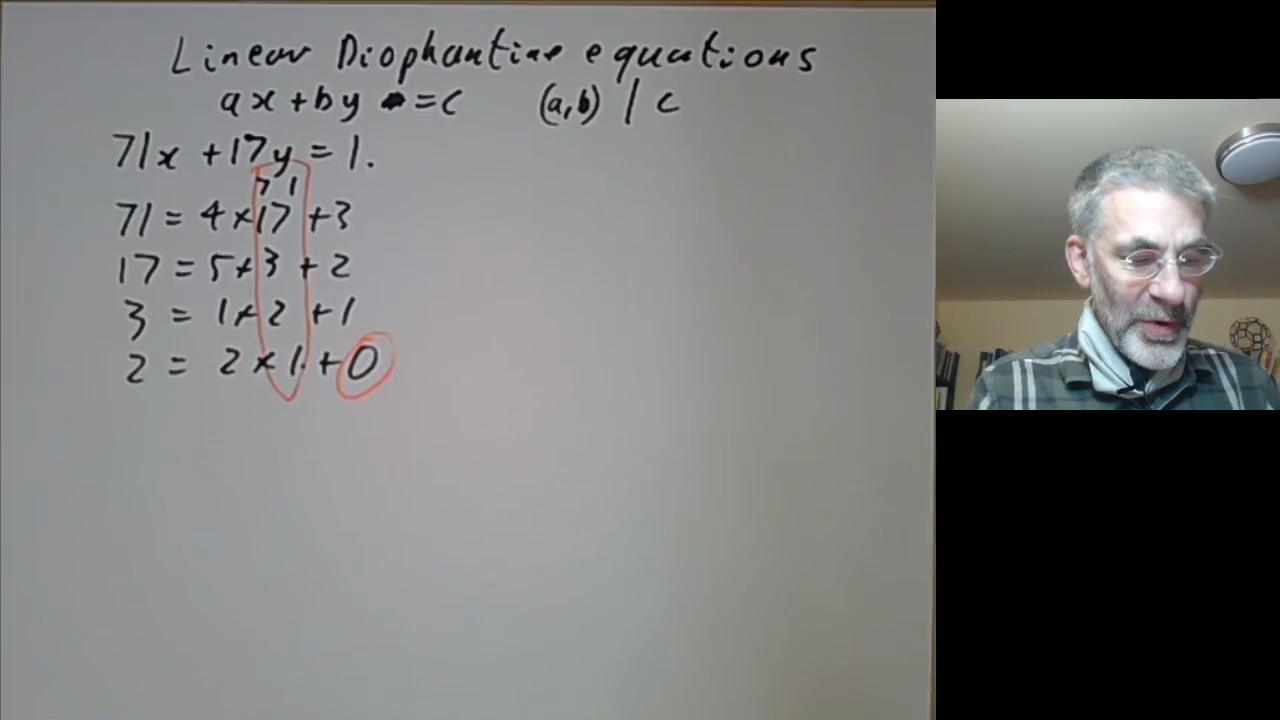 Linear Diophantine equations
ax + by = c (a,b) | c
71x + 17y = 1.
71
71 = 4 × 17 + 3
17 = 5 × 3 + 2
3 = 1 × 2 + 1
2 = 2 × 1 + 0